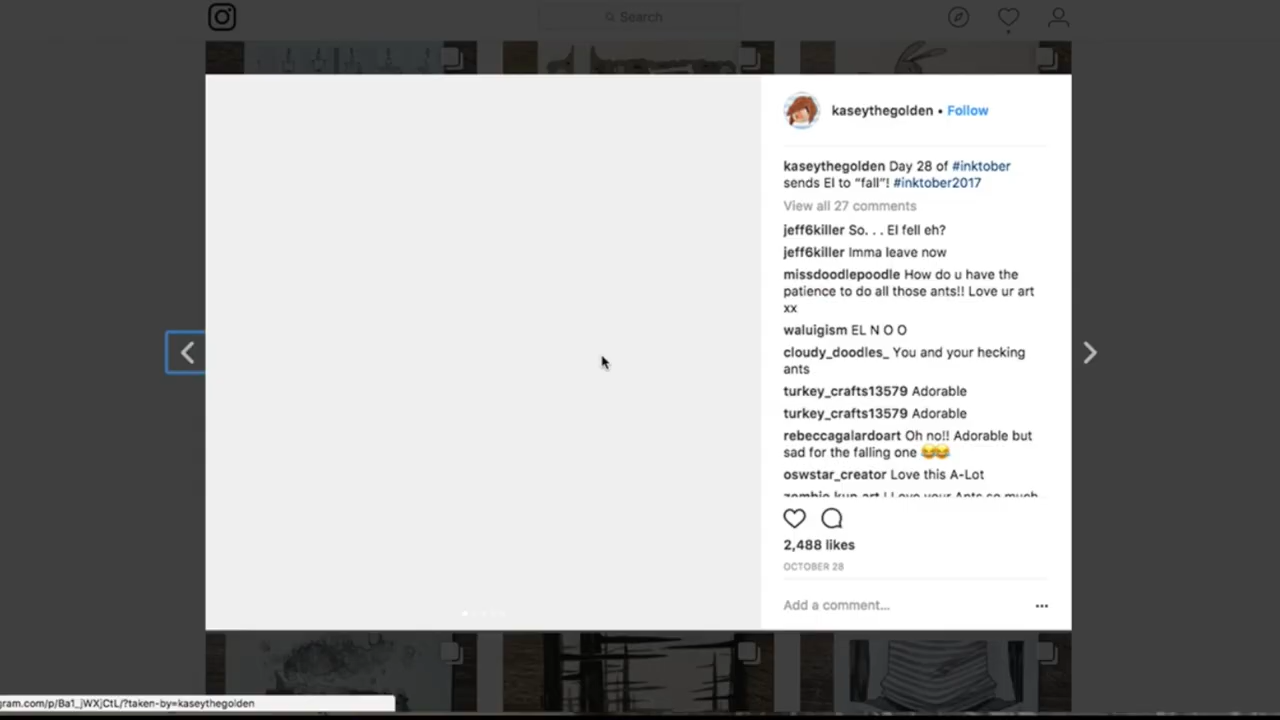 Search
kaseythegolden • Follow
kaseythegolden Day 28 of #inktober
sends El to “fall”! #inktober2017
View all 27 comments
jeff6killer So. . . El fell eh?
jeff6killer Imma leave now
missdoodlepoodle How do u have the
patience to do all those ants!! Love ur art
xx
waluigism EL N O O
cloudy_doodles_ You and your hecking
ants
turkey_crafts13579 Adorable
turkey_crafts13579 Adorable
rebeccagalardoart Oh no!! Adorable but
sad for the falling one 😂😂
oswstar_creator Love this A-Lot
2,488 likes
OCTOBER 28
Add a comment...
gram.com/p/Ba1_jWXjCtL/?taken-by=kaseythegolden